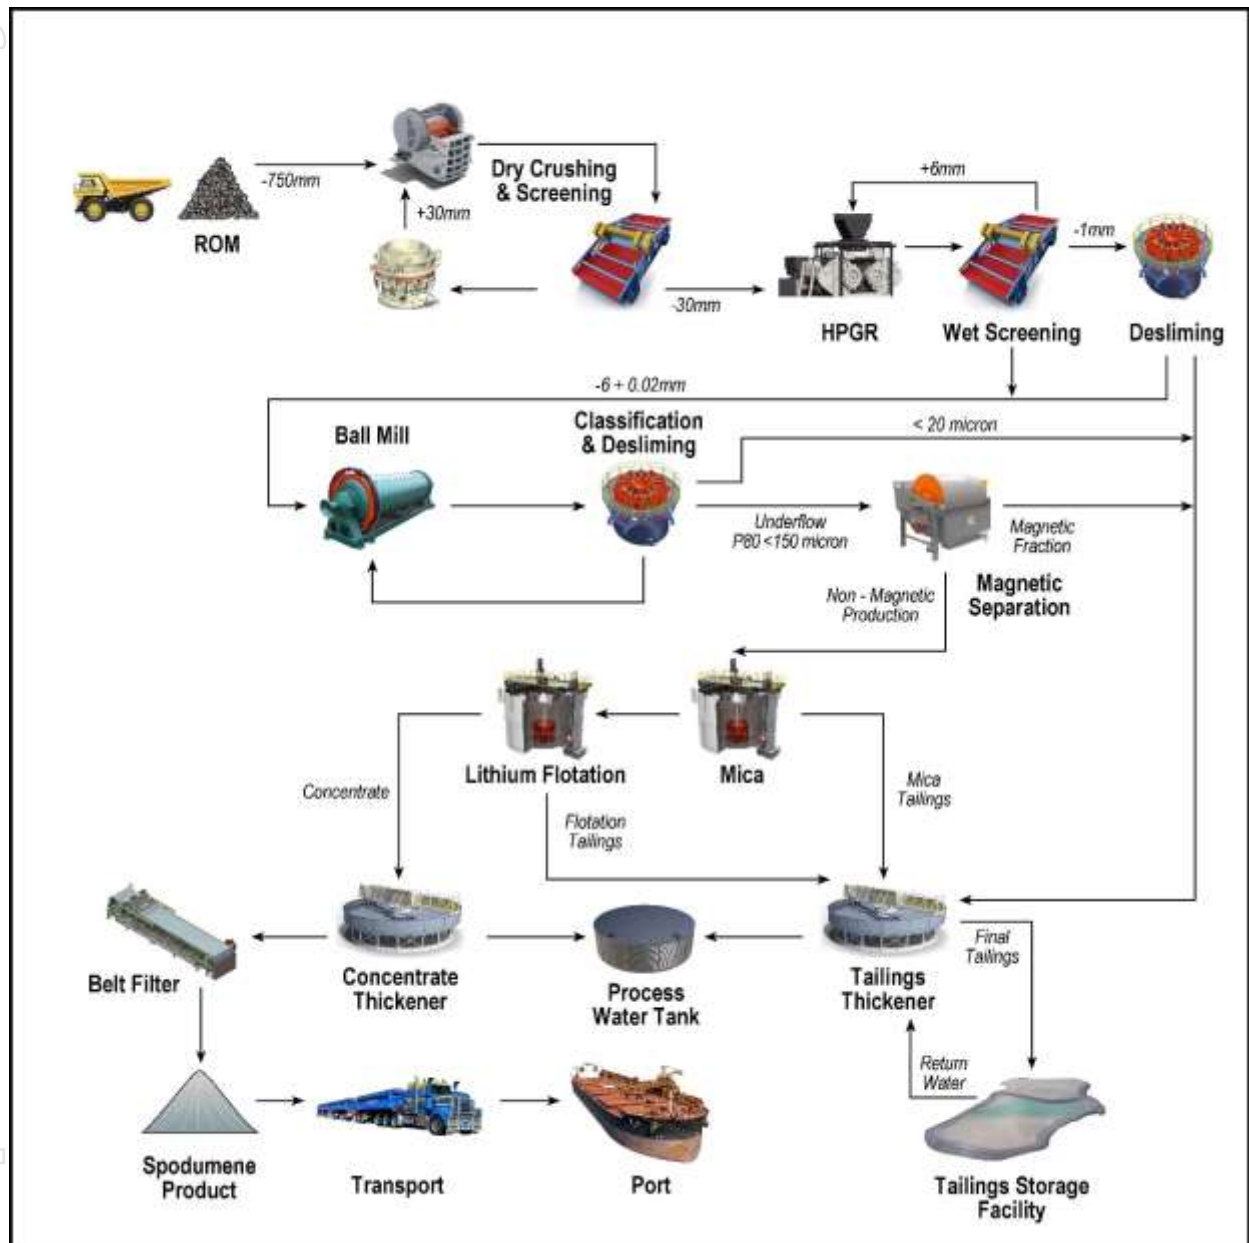 -750mm
ROM
+30mm
Dry Crushing
& Screening
-30mm
+6mm
-1mm
HPGR
Wet Screening
Desliming
-6 + 0.02mm
Ball Mill
Classification
& Desliming
< 20 micron
Underflow
P80 <150 micron
Magnetic
Fraction
Magnetic
Separation
Non - Magnetic
Production
Lithium Flotation
Mica
Concentrate
Flotation
Tailings
Mica
Tailings
Belt Filter
Concentrate
Thickener
Process
Water Tank
Tailings
Thickener
Final
Tailings
Return
Water
Spodumene
Product
Transport
Port
Tailings Storage
Facility